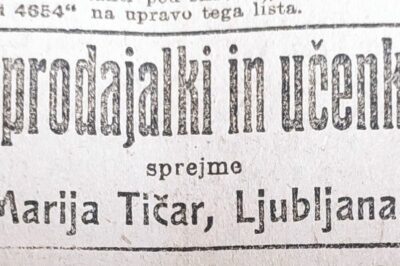 4654" na upravo tega lista.
prodajalki in učenk
sprejme
Marija Tičar, Ljubljana